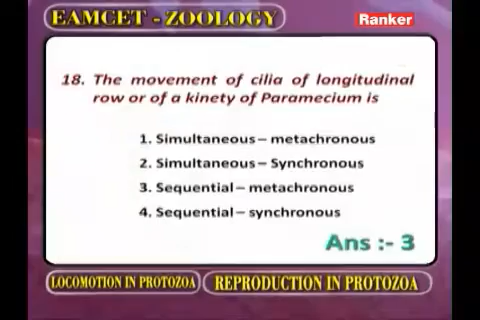 EAMCET - ZOOLOGY
Ranker
18. The movement of cilia of longitudinal
row or of a kinety of Paramecium is
1. Simultaneous – metachronous
2. Simultaneous – Synchronous
3. Sequential – metachronous
4. Sequential – synchronous
Ans :- 3
LOCOMOTION IN PROTOZOA
REPRODUCTION IN PROTOZOA